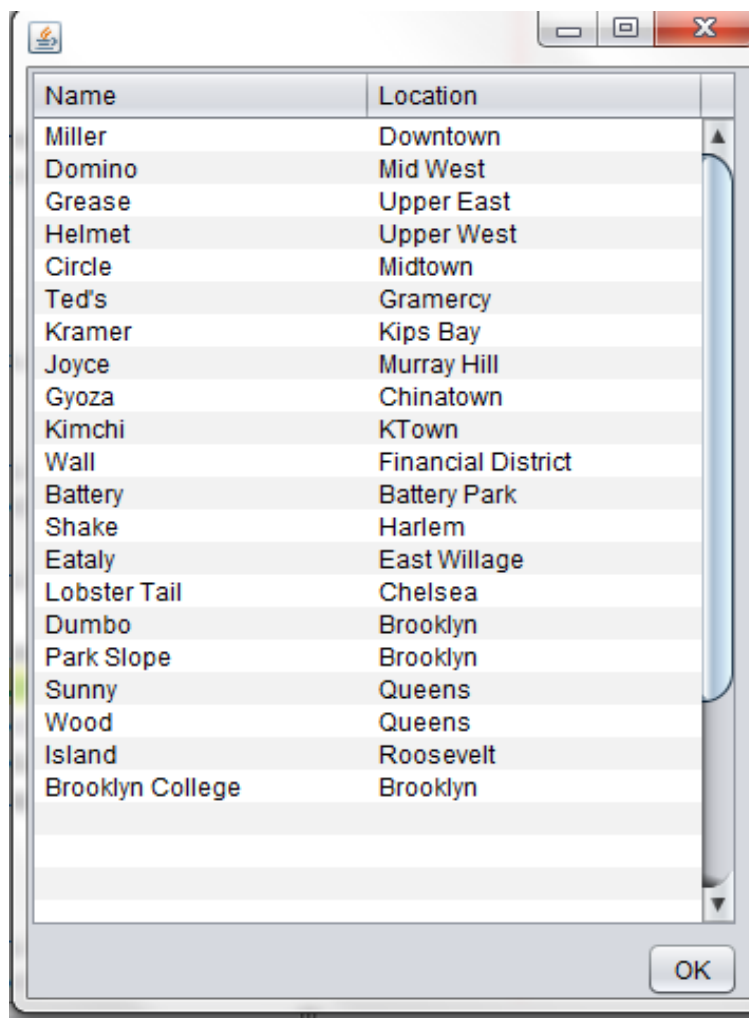 Name Location
Miller Downtown
Domino Mid West
Grease Upper East
Helmet Upper West
Circle Midtown
Ted's Gramercy
Kramer Kips Bay
Joyce Murray Hill
Gyoza Chinatown
Kimchi KTown
Wall Financial District
Battery Battery Park
Shake Harlem
Eataly East Willage
Lobster Tail Chelsea
Dumbo Brooklyn
Park Slope Brooklyn
Sunny Queens
Wood Queens
Island Roosevelt
Brooklyn College Brooklyn
OK